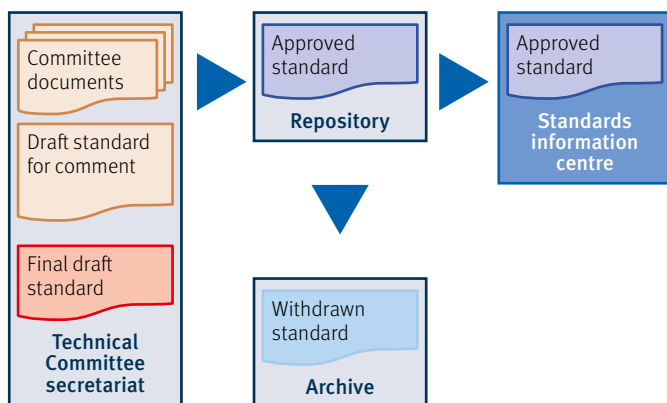 Committee
documents
Draft standard
for comment
Final draft
standard
Technical
Committee
secretariat
Approved
standard
Repository
Approved
standard
Standards
information
centre
Withdrawn
standard
Archive